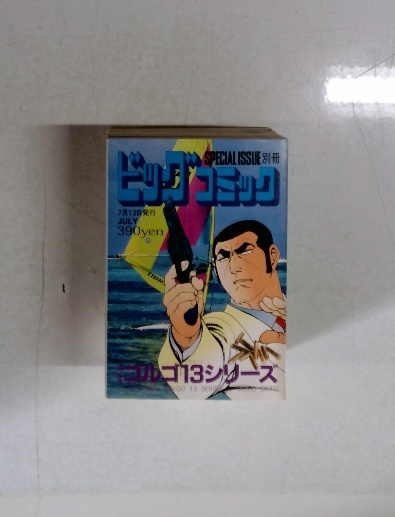 SPECIAL ISSUE 別冊
ビッグコミック
7月13日発行
JULY
390yen
ゴルゴ13シリーズ